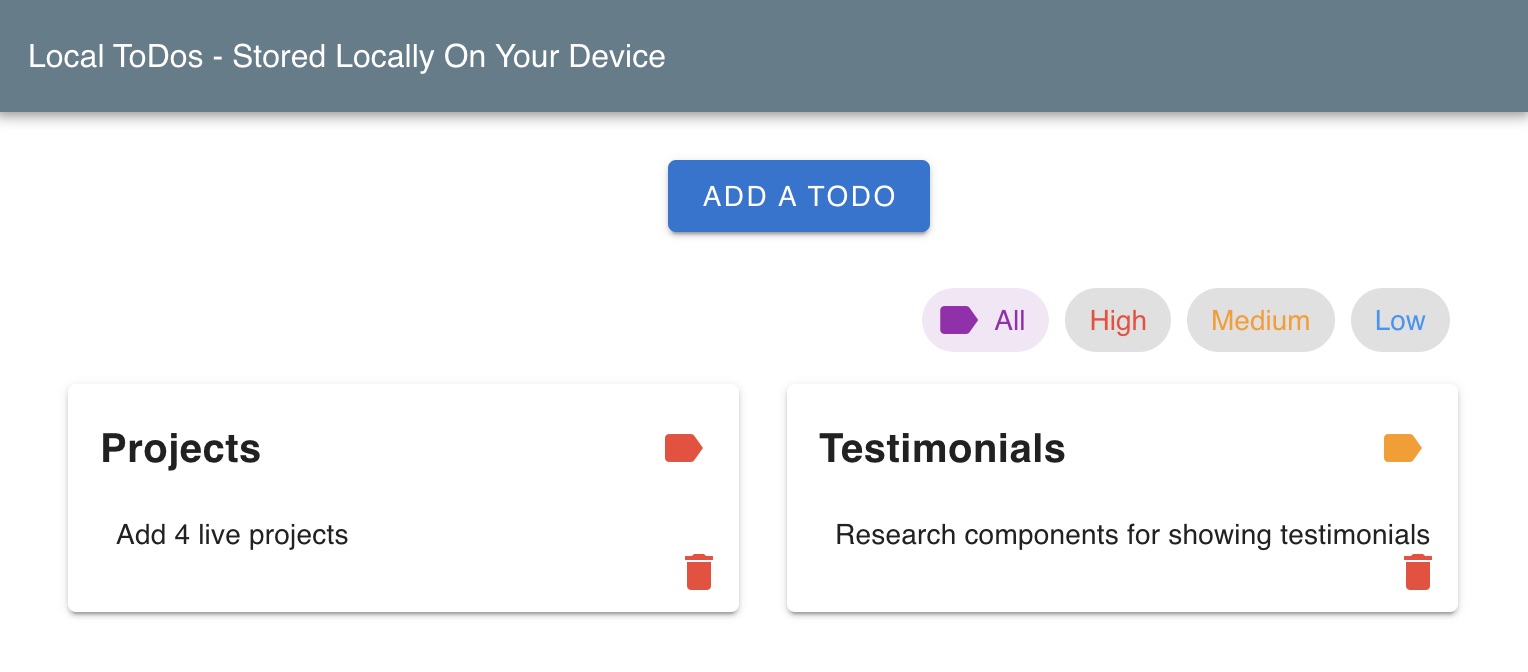 Local ToDos - Stored Locally On Your Device
ADD A TODO
All High Medium Low
Projects
Add 4 live projects
Testimonials
Research components for showing testimonials